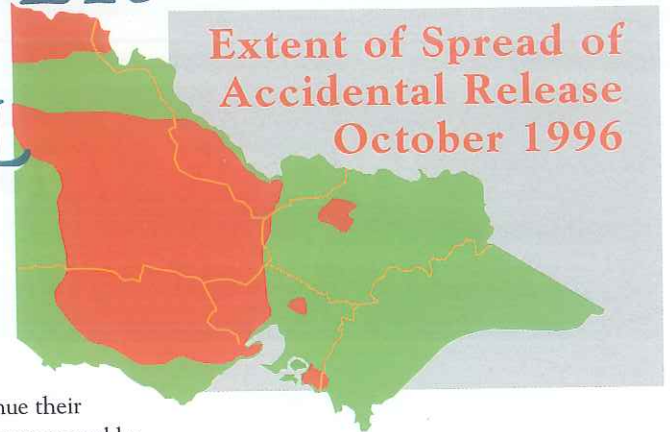 Extent of Spread of
Accidental Release
October 1996
nue their